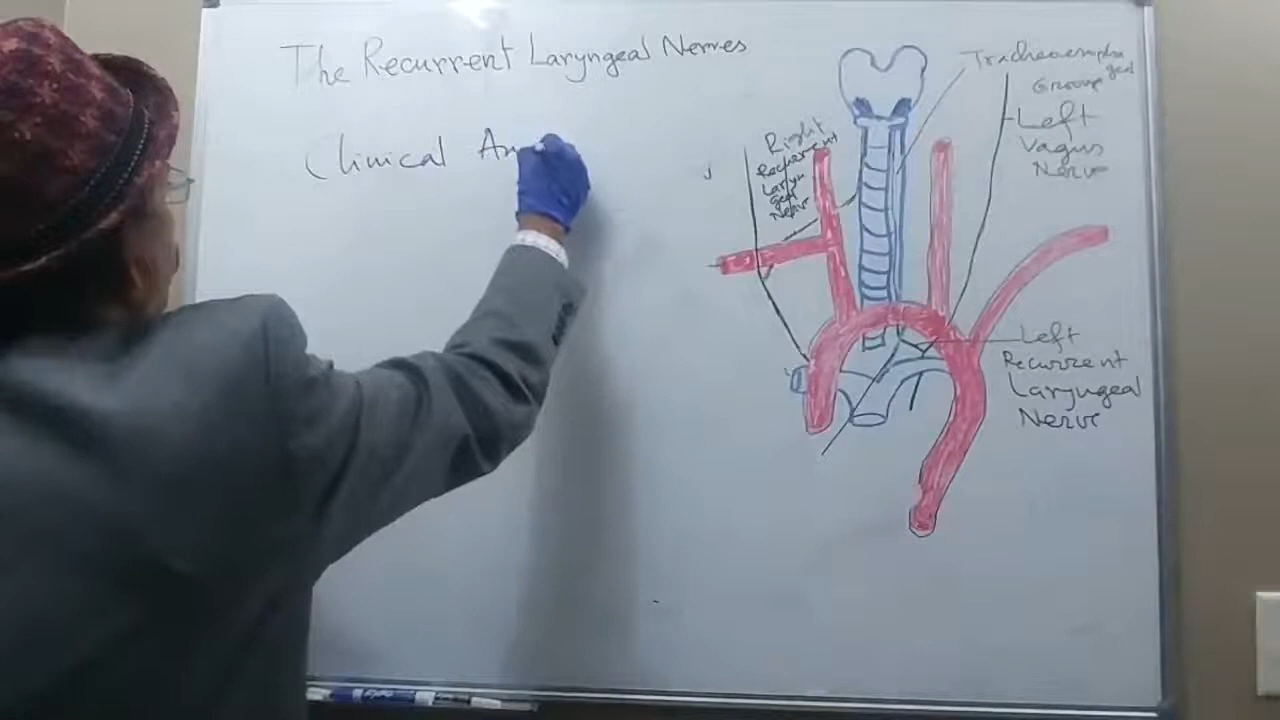 The Recurrent Laryngeal Nerves
Clinical An
Tracheoesopha
geal
Groove
Left
Vagus
Nerve
Right
Recurrent
Laryn
geal
Nerve
Left
Recurrent
Laryngeal
Nerve